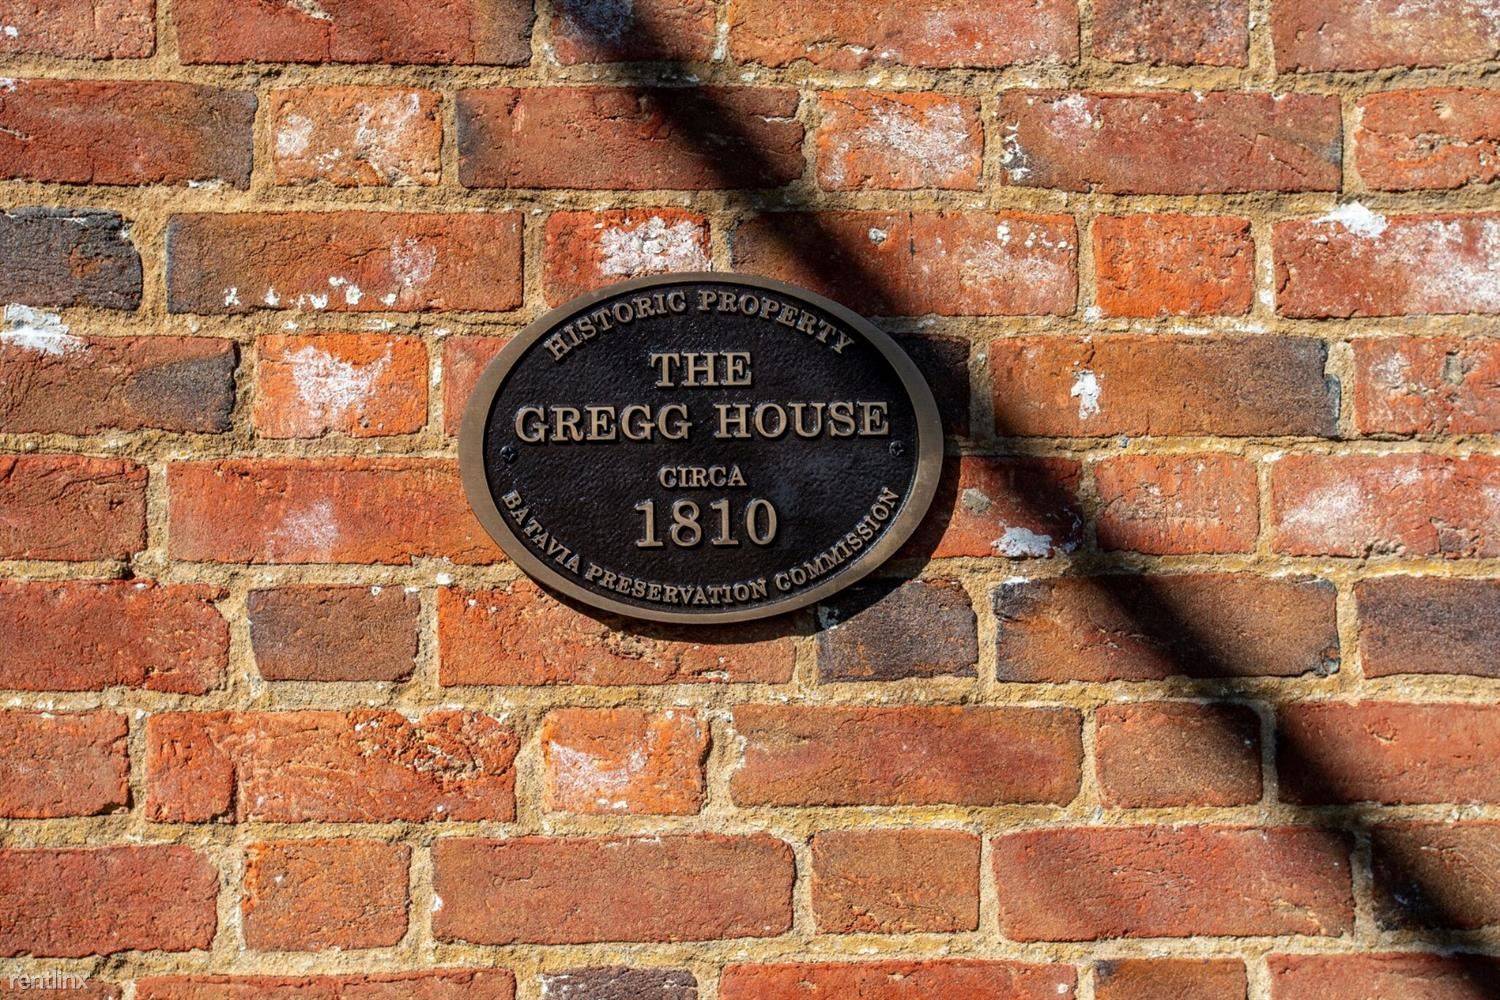 HISTORIC PROPERTY
THE
GREGG HOUSE
CIRCA
1810
BATAVIA PRESERVATION COMMISSION
rentlinx